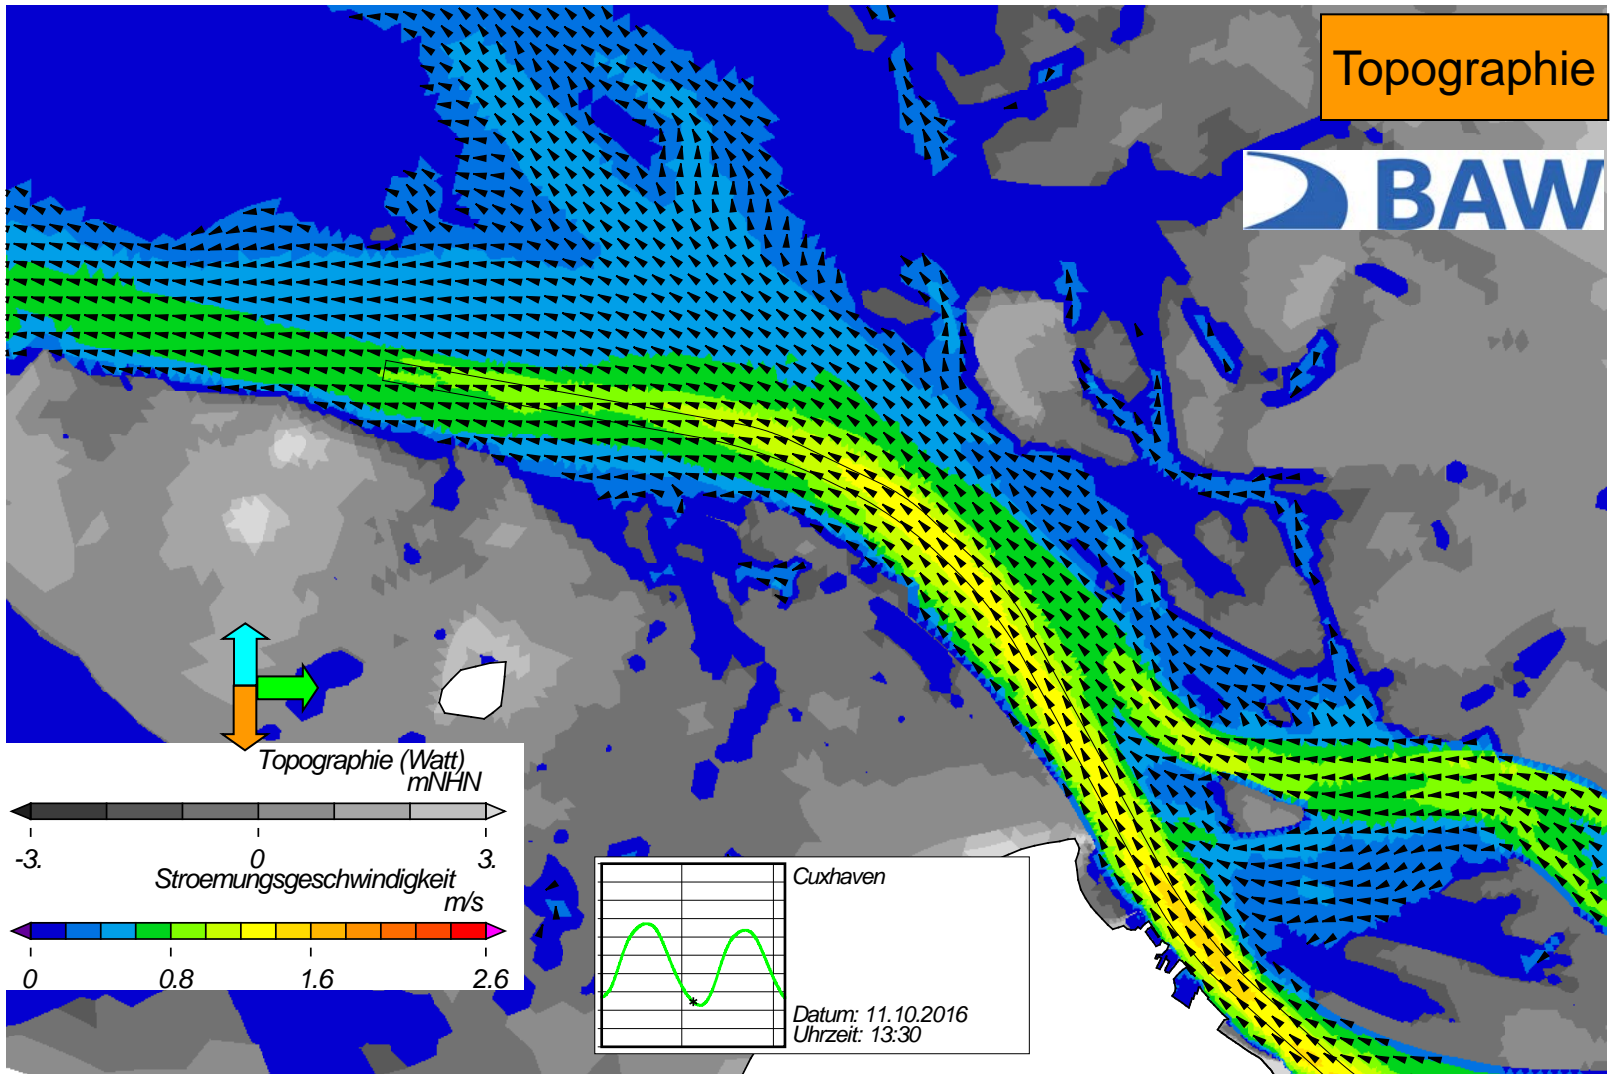 Topographie
BAW
Topographie (Watt)
mNHN
-3. 0 3.
Stroemungsgeschwindigkeit
m/s
0 0.8 1.6 2.6
Cuxhaven
Datum: 11.10.2016
Uhrzeit: 13:30